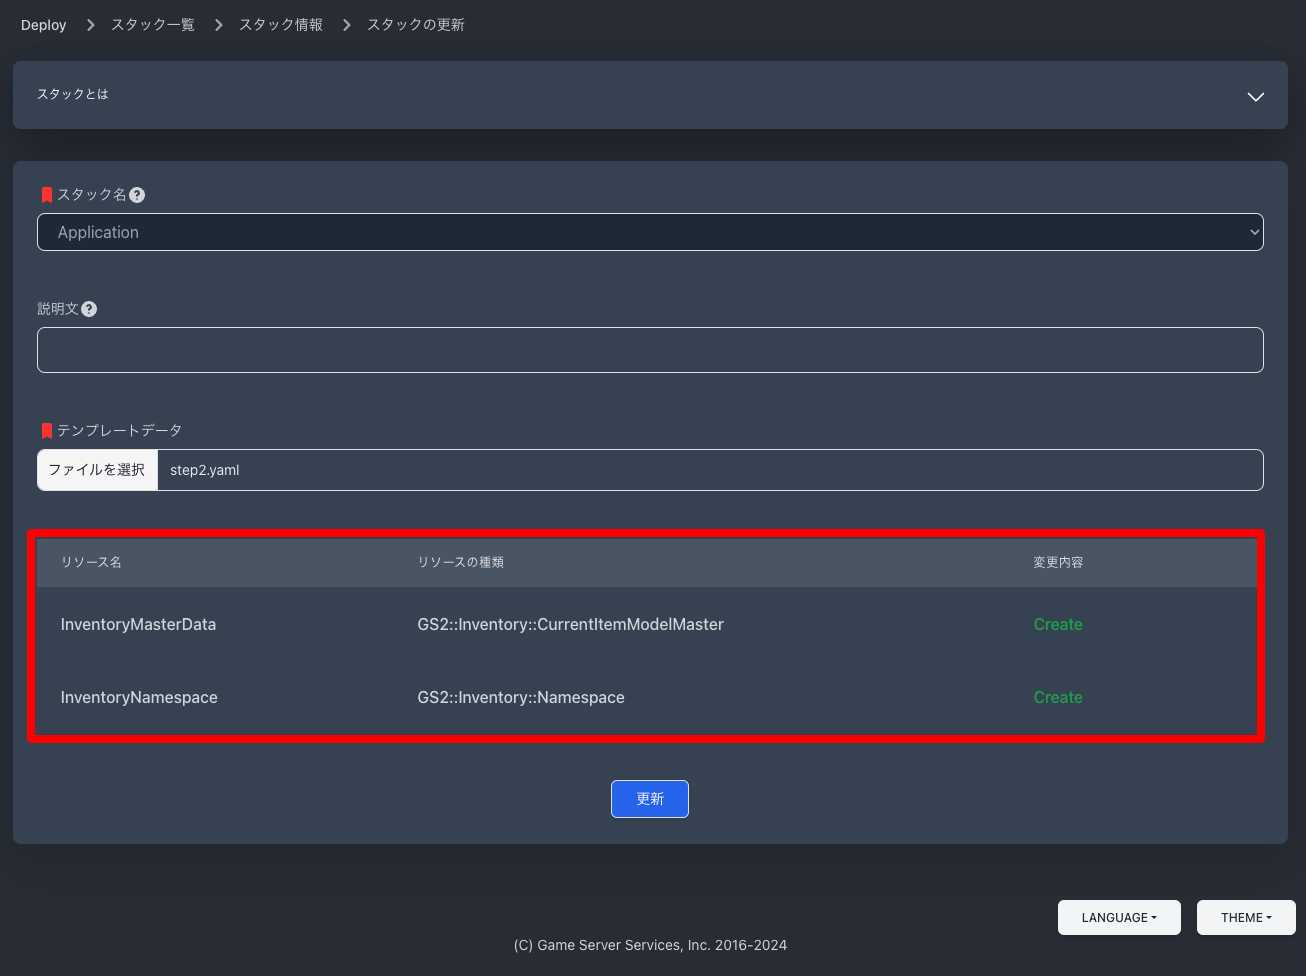 Deploy スタック一覧 スタック情報 スタックの更新
スタックとは
スタック名 ?
Application
説明文 ?
テンプレートデータ
ファイルを選択 step2.yaml
リソース名 リソースの種類 変更内容
InventoryMasterData GS2::Inventory::CurrentItemModelMaster Create
InventoryNamespace GS2::Inventory::Namespace Create
更新
LANGUAGE THEME
(C) Game Server Services, Inc. 2016-2024